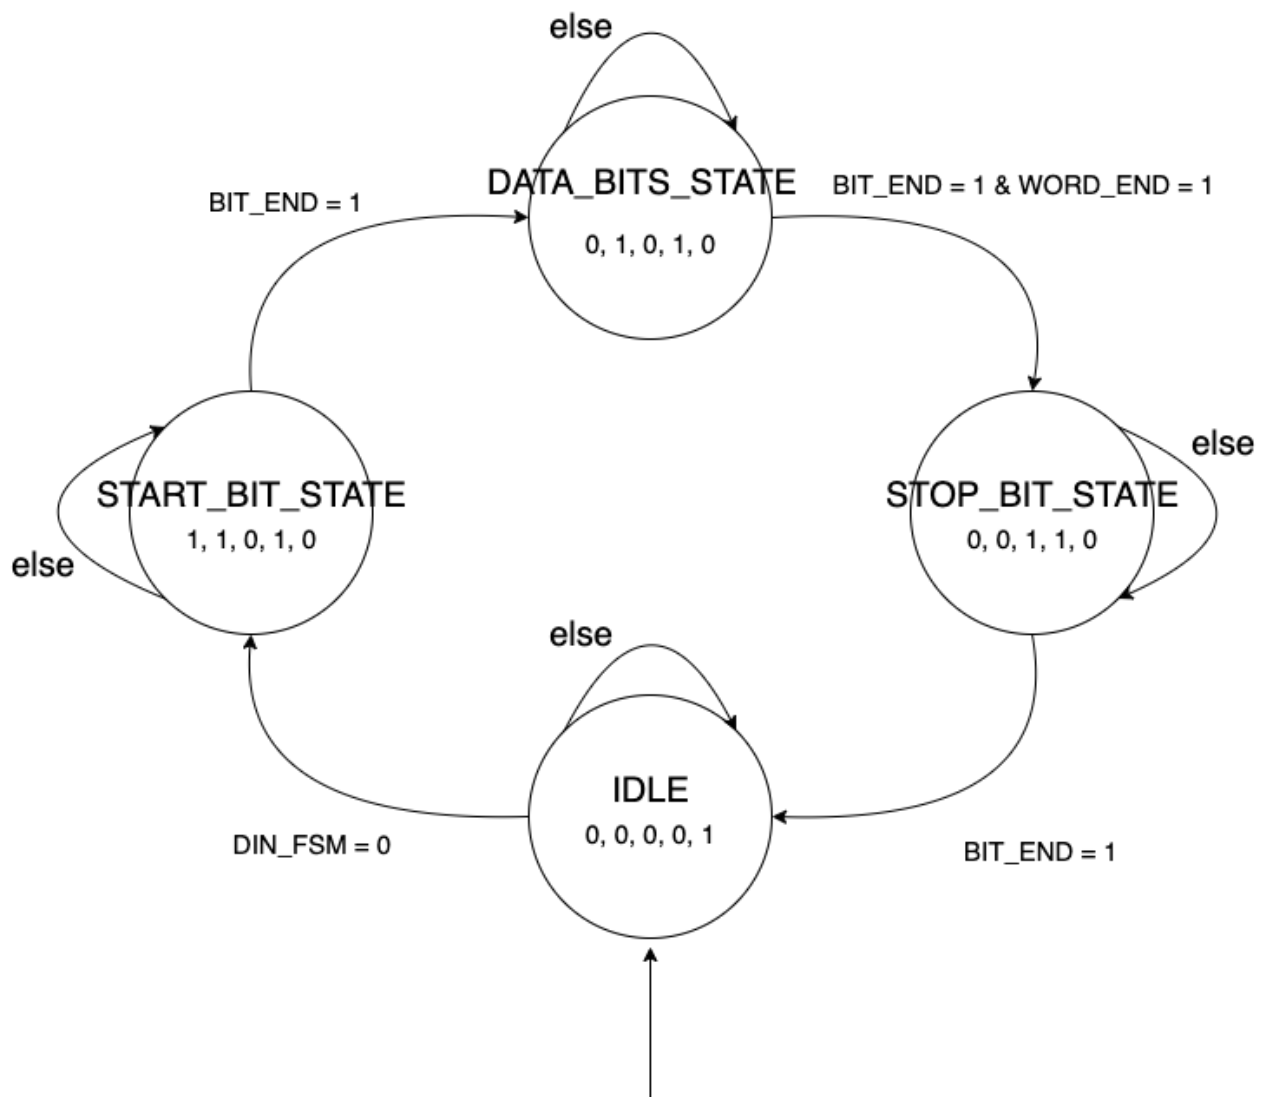 else
DATA_BITS_STATE
0, 1, 0, 1, 0
BIT_END = 1
BIT_END = 1 & WORD_END = 1
START_BIT_STATE
1, 1, 0, 1, 0
else
STOP_BIT_STATE
0, 0, 1, 1, 0
else
else
IDLE
0, 0, 0, 0, 1
DIN_FSM = 0
BIT_END = 1